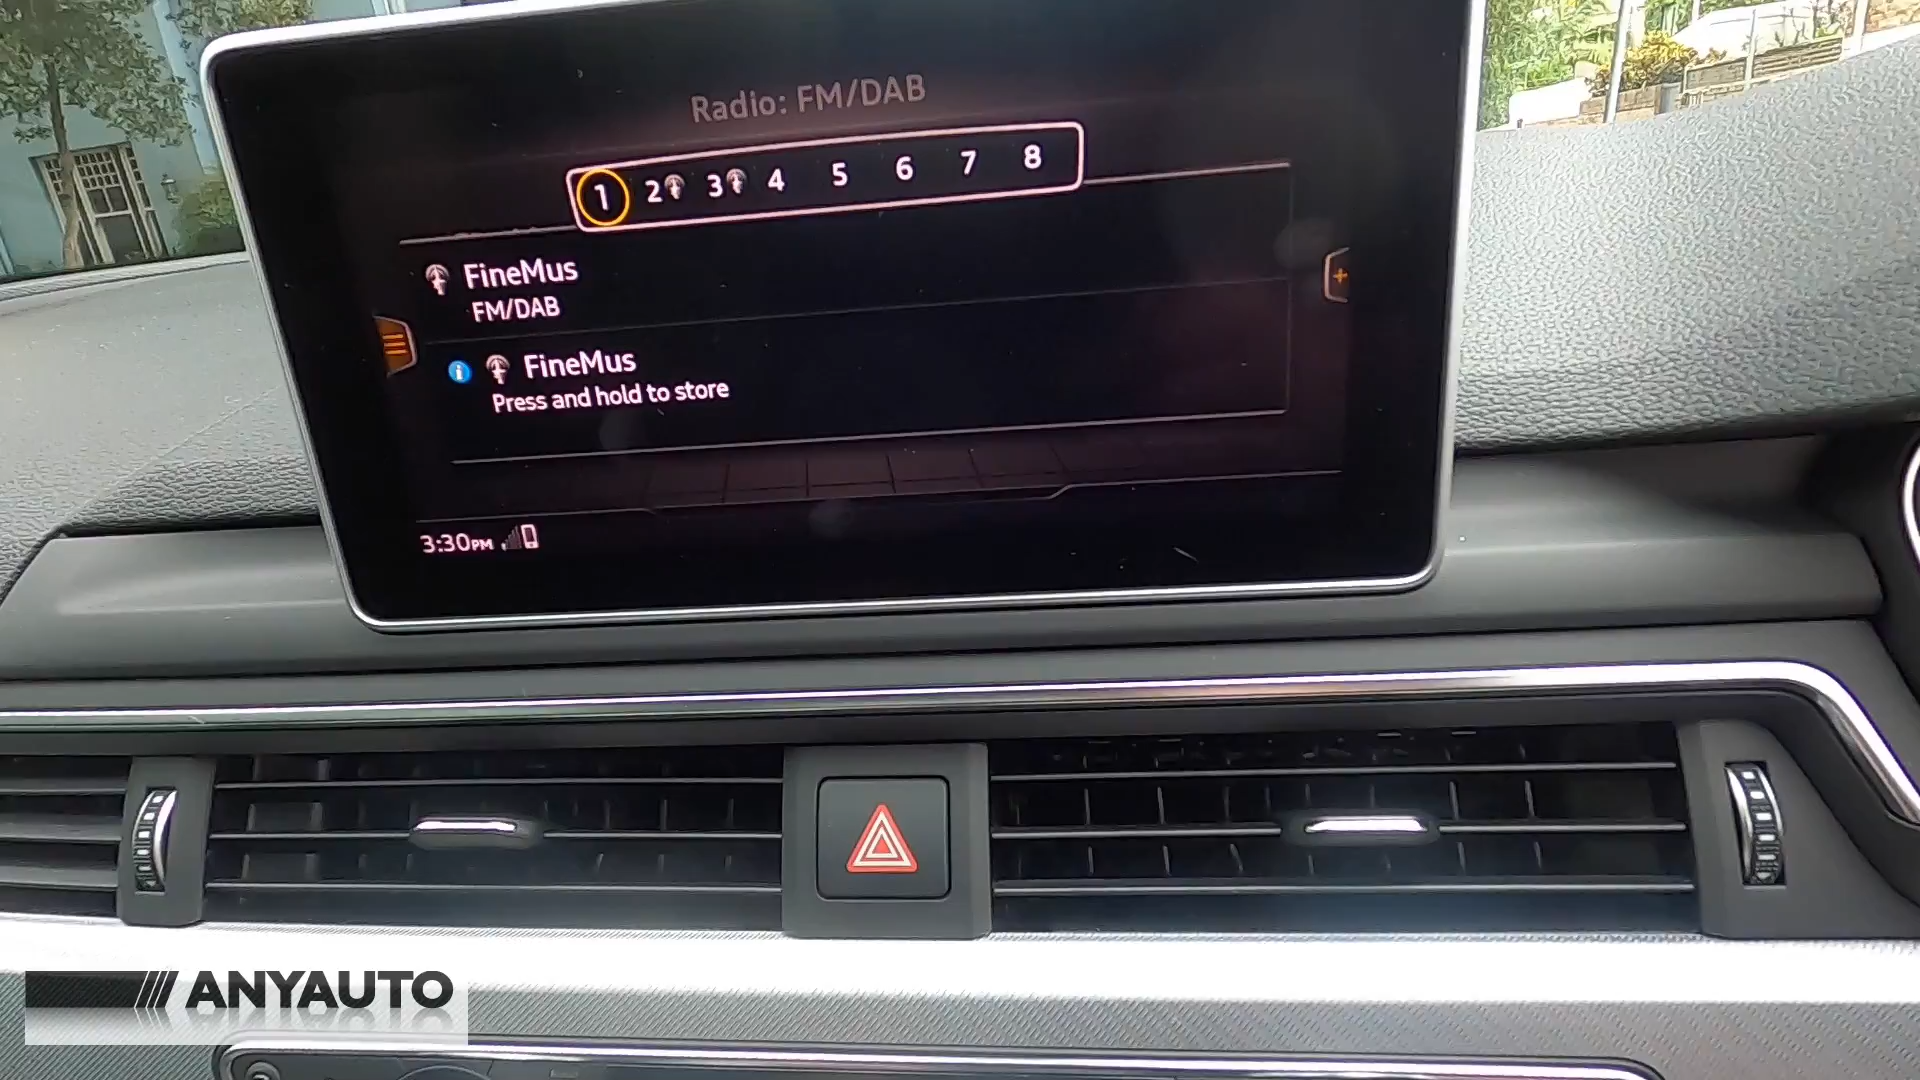 Radio: FM/DAB
1 2 3 4 5 6 7 8
FineMus
FM/DAB
FineMus
Press and hold to store
3:30PM
ANYAUTO